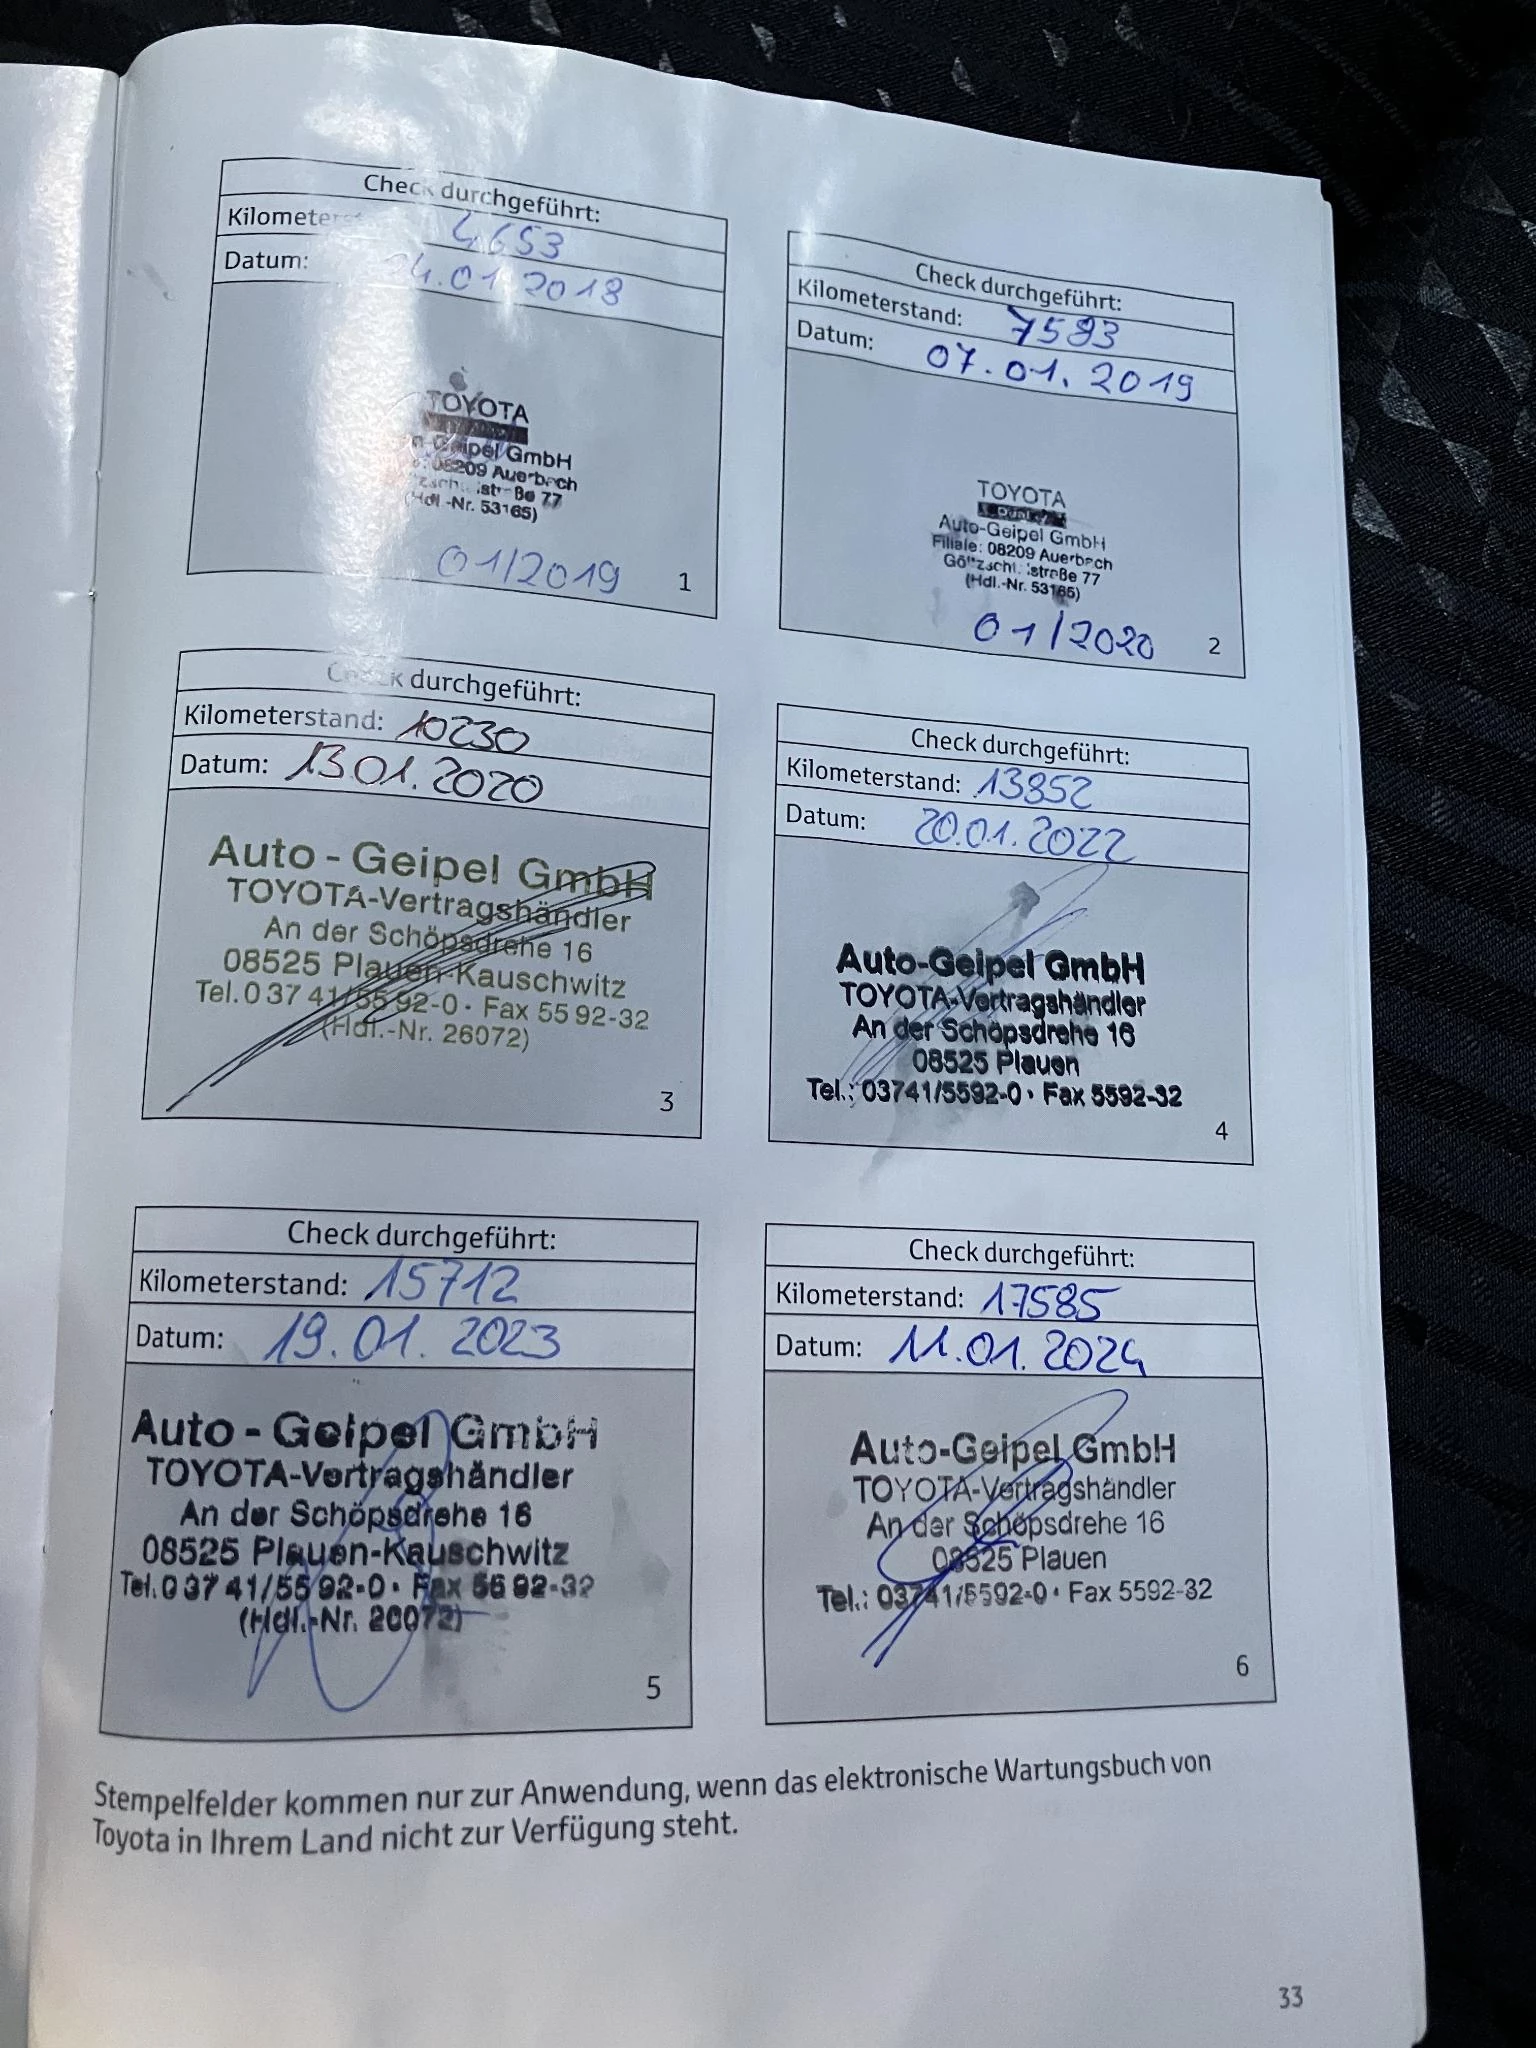 Check durchgeführt:
4653
Datum: 24.01 2018
TOYOTA
Geipel GmbH
08209 Auerbach
(Hdl.-Nr. 53165)
01/2019
1
Check durchgeführt:
Kilometerstand: 7593
Datum: 07.01.2019
TOYOTA
Auto-Geipel GmbH
Filiale: 08209 Auerbach
(Hdl.-Nr. 53165)
01/2020
2
Check durchgeführt:
Kilometerstand: 10230
Datum: 13.01.2020
Auto - Geipel GmbH
TOYOTA-Vertragshändler
An der Schöpsdrehe 16
08525 Plauen-Kauschwitz
Tel. 0 37 41/55 92-0 · Fax 55 92-32
(Hdl.-Nr. 26072)
3
Check durchgeführt:
Kilometerstand: 13852
Datum: 20.01.2022
Auto-Geipel GmbH
TOYOTA-Vertragshändler
An der Schöpsdrehe 16
08525 Plauen
Tel.: 03741/5592-0 · Fax 5592-32
4
Check durchgeführt:
Kilometerstand: 15712
Datum: 19.01.2023
Auto - Geipel GmbH
TOYOTA-Vertragshändler
An der Schöpsdrehe 16
08525 Plauen-Kauschwitz
Tel. 0 37 41/55 92-0 · Fax 55 92-32
(Hdl.-Nr. 26072)
5
Check durchgeführt:
Kilometerstand: 17585
Datum: 11.01.2024
Auto-Geipel GmbH
TOYOTA-Vertragshändler
An der Schöpsdrehe 16
08525 Plauen
Tel.: 03741/5592-0 · Fax 5592-32
6
Stempelfelder kommen nur zur Anwendung, wenn das elektronische Wartungsbuch von
Toyota in Ihrem Land nicht zur Verfügung steht.
33